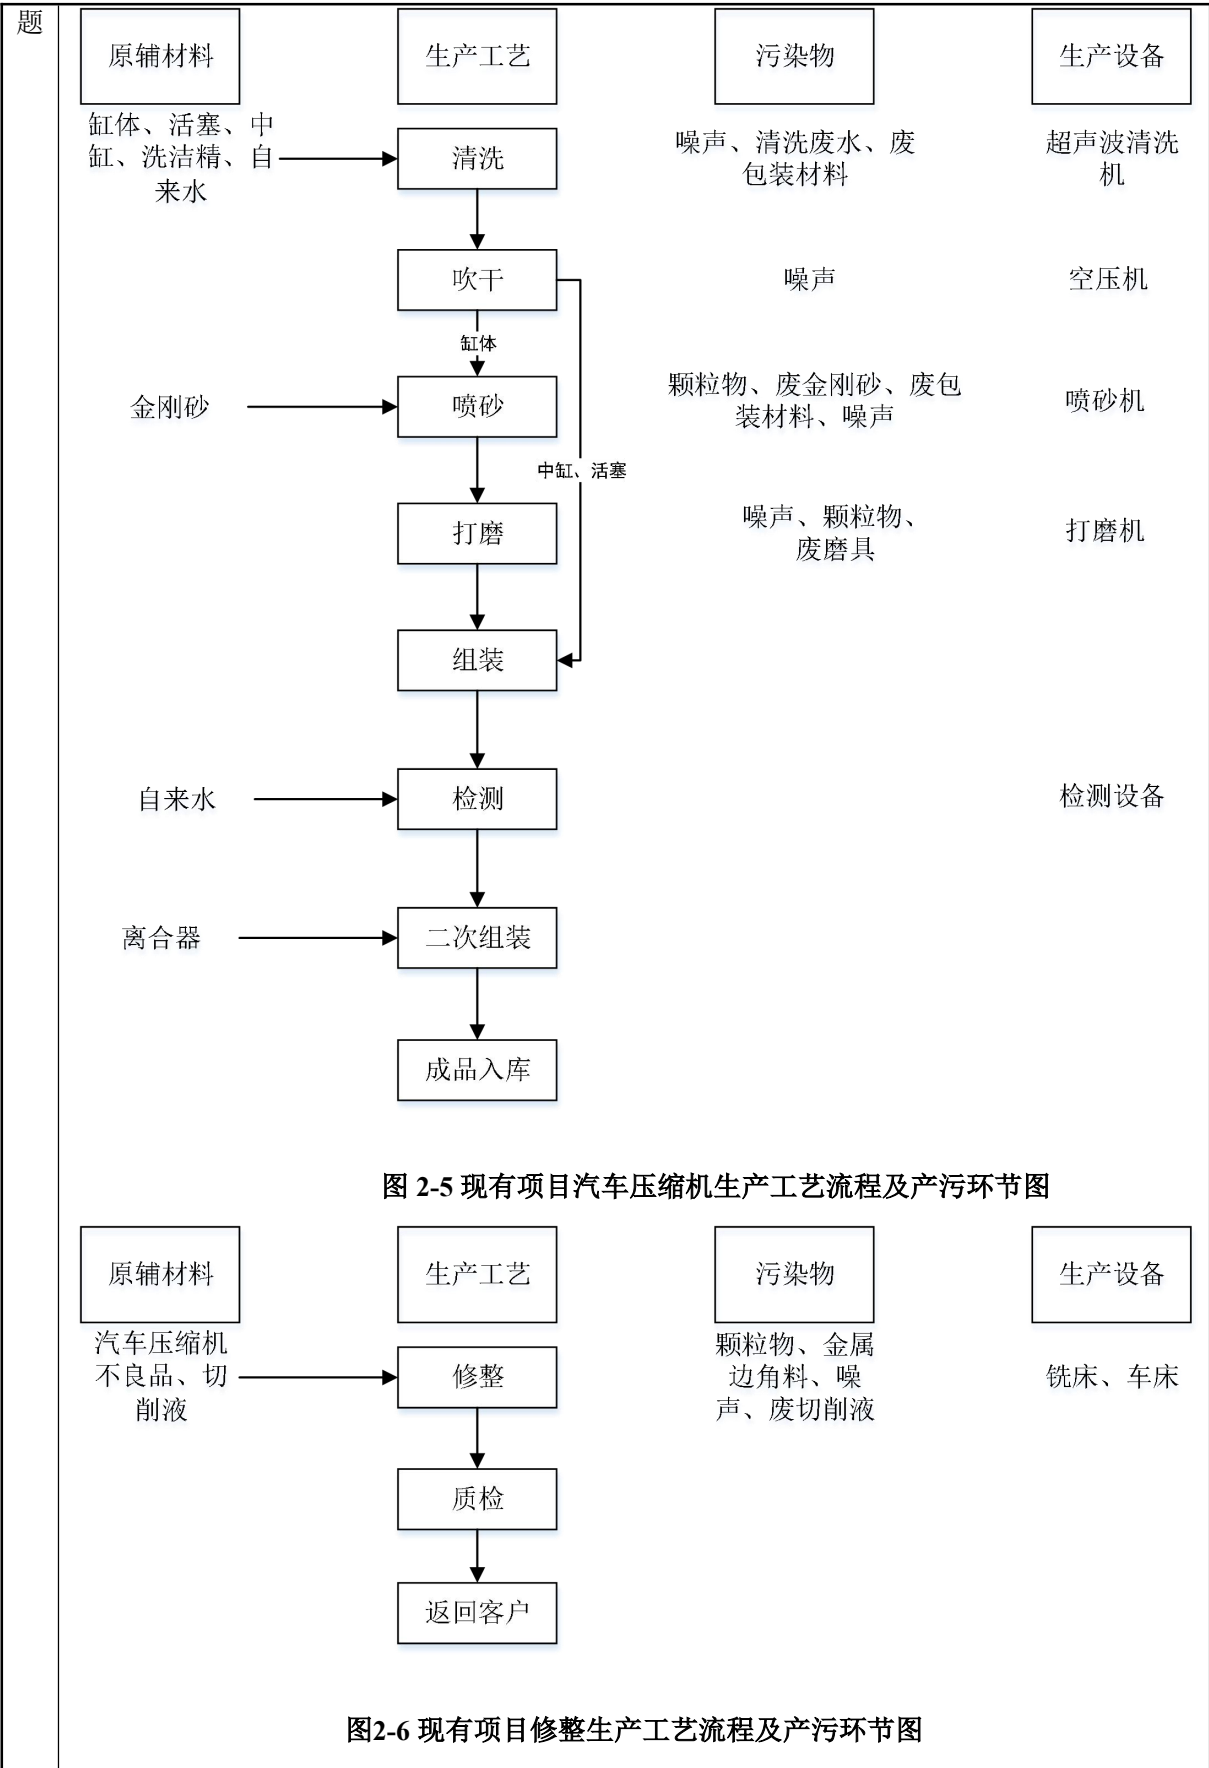 题
原辅材料
生产工艺
污染物
生产设备
缸体、活塞、中
缸、洗洁精、自
来水
清洗
噪声、清洗废水、废
包装材料
超声波清洗
机
吹干
噪声
空压机
缸体
金刚砂
喷砂
颗粒物、废金刚砂、废包
装材料、噪声
喷砂机
中缸、活塞
打磨
噪声、颗粒物、
废磨具
打磨机
组装
自来水
检测
检测设备
离合器
二次组装
成品入库
图 2-5 现有项目汽车压缩机生产工艺流程及产污环节图
原辅材料
生产工艺
污染物
生产设备
汽车压缩机
不良品、切
削液
修整
颗粒物、金属
边角料、噪
声、废切削液
铣床、车床
质检
返回客户
图2-6 现有项目修整生产工艺流程及产污环节图